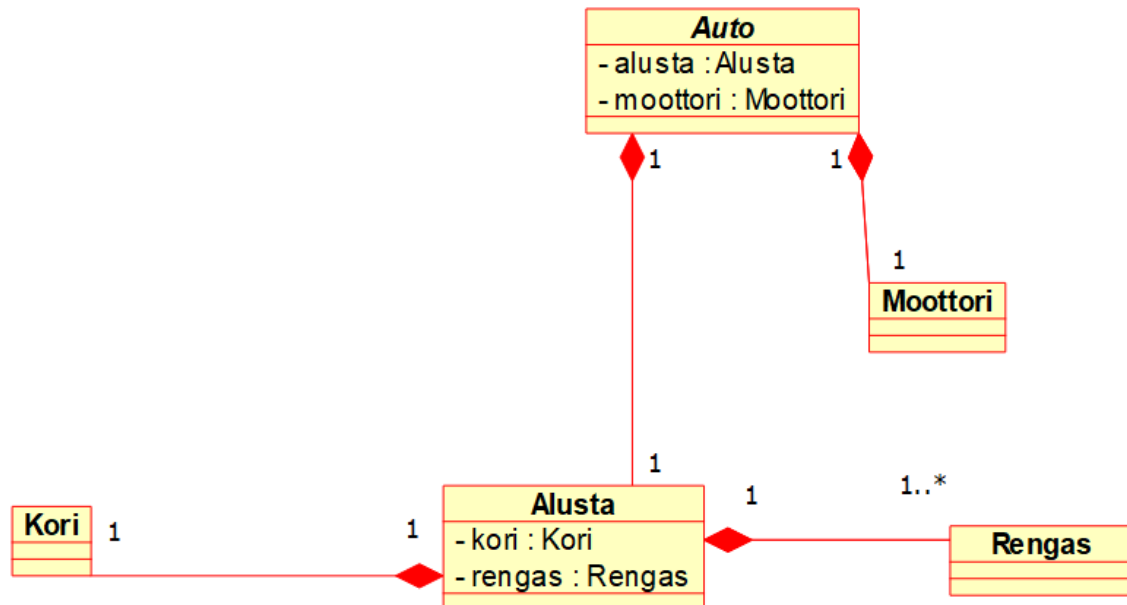 Auto
- alusta : Alusta
- moottori : Moottori
1
1
1
Moottori
1
Alusta
- kori : Kori
- rengas : Rengas
1
1..*
Rengas
Kori
1
1